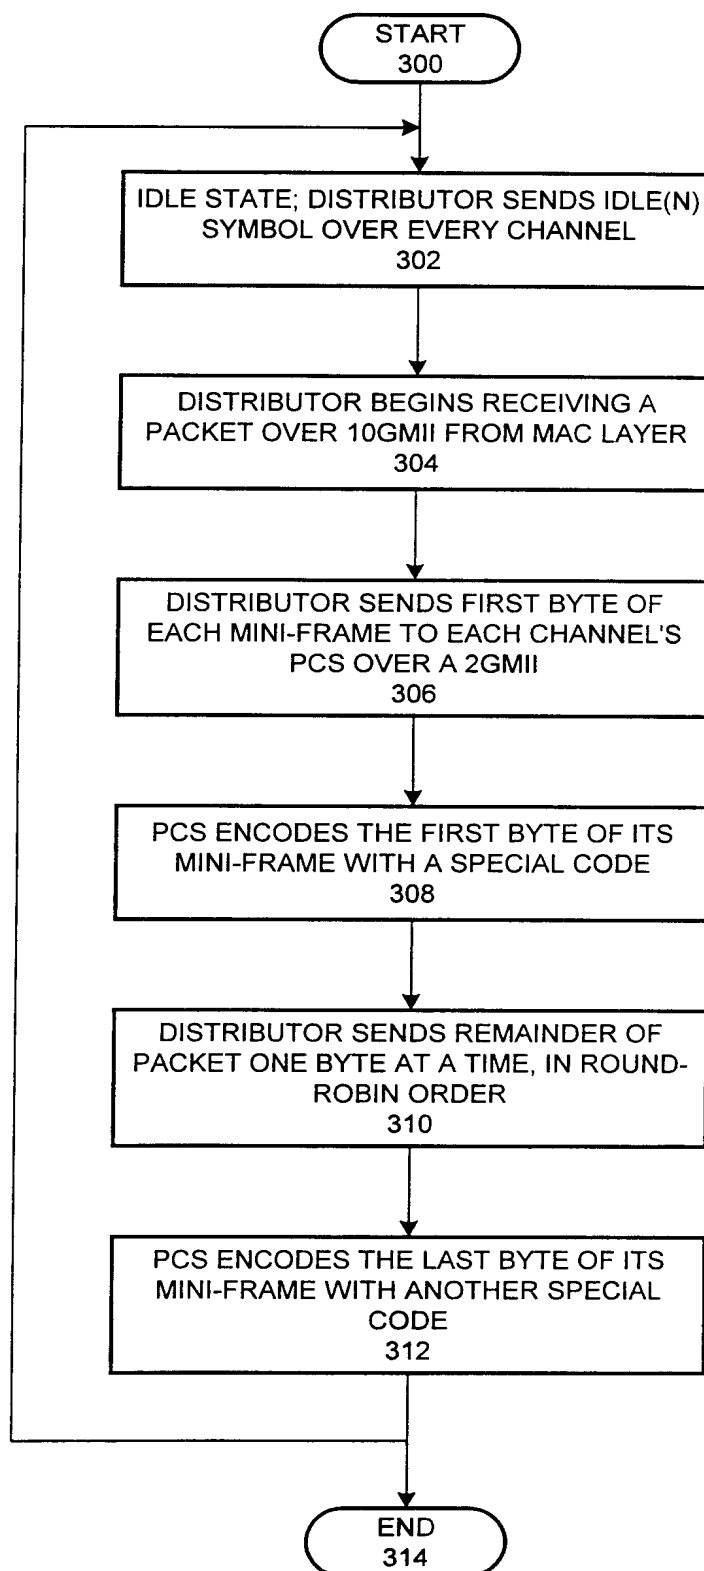 START
300
IDLE STATE; DISTRIBUTOR SENDS IDLE(N)
SYMBOL OVER EVERY CHANNEL
302
DISTRIBUTOR BEGINS RECEIVING A
PACKET OVER 10GMII FROM MAC LAYER
304
DISTRIBUTOR SENDS FIRST BYTE OF
EACH MINI-FRAME TO EACH CHANNEL'S
PCS OVER A 2GMII
306
PCS ENCODES THE FIRST BYTE OF ITS
MINI-FRAME WITH A SPECIAL CODE
308
DISTRIBUTOR SENDS REMAINDER OF
PACKET ONE BYTE AT A TIME, IN ROUND-
ROBIN ORDER
310
PCS ENCODES THE LAST BYTE OF ITS
MINI-FRAME WITH ANOTHER SPECIAL
CODE
312
END
314